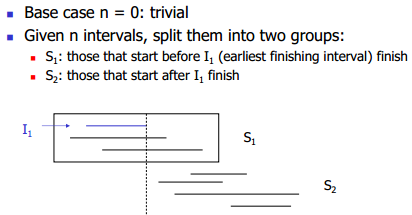 Base case n = 0: trivial
Given n intervals, split them into two groups:
S₁: those that start before I₁ (earliest finishing interval) finish
S₂: those that start after I₁ finish
I₁
S₁
S₂